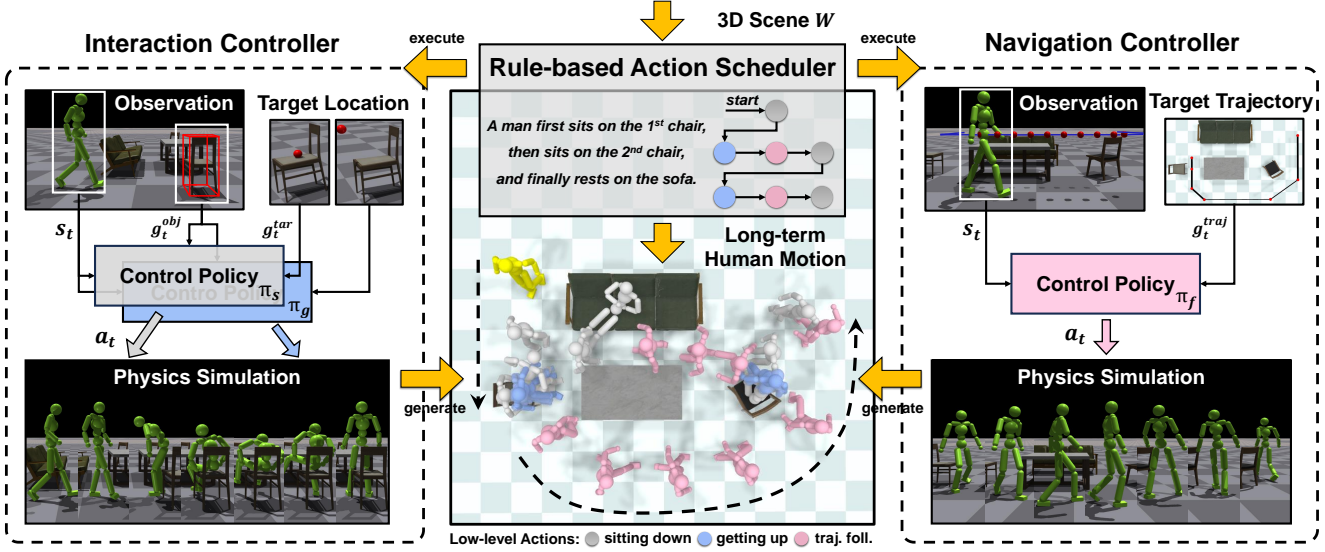 3D Scene W
Interaction Controller
execute
Rule-based Action Scheduler
execute
Navigation Controller
Observation
Target Location
start
A man first sits on the 1st chair,
then sits on the 2nd chair,
and finally rests on the sofa.
Observation
Target Trajectory
s_t
g_t^obj
g_t^tar
s_t
g_t^traj
Control Policy π_s
Contro Policy π_g
Long-term
Human Motion
Control Policy π_f
a_t
a_t
Physics Simulation
generate
generate
Physics Simulation
Low-level Actions: sitting down getting up traj. foll.